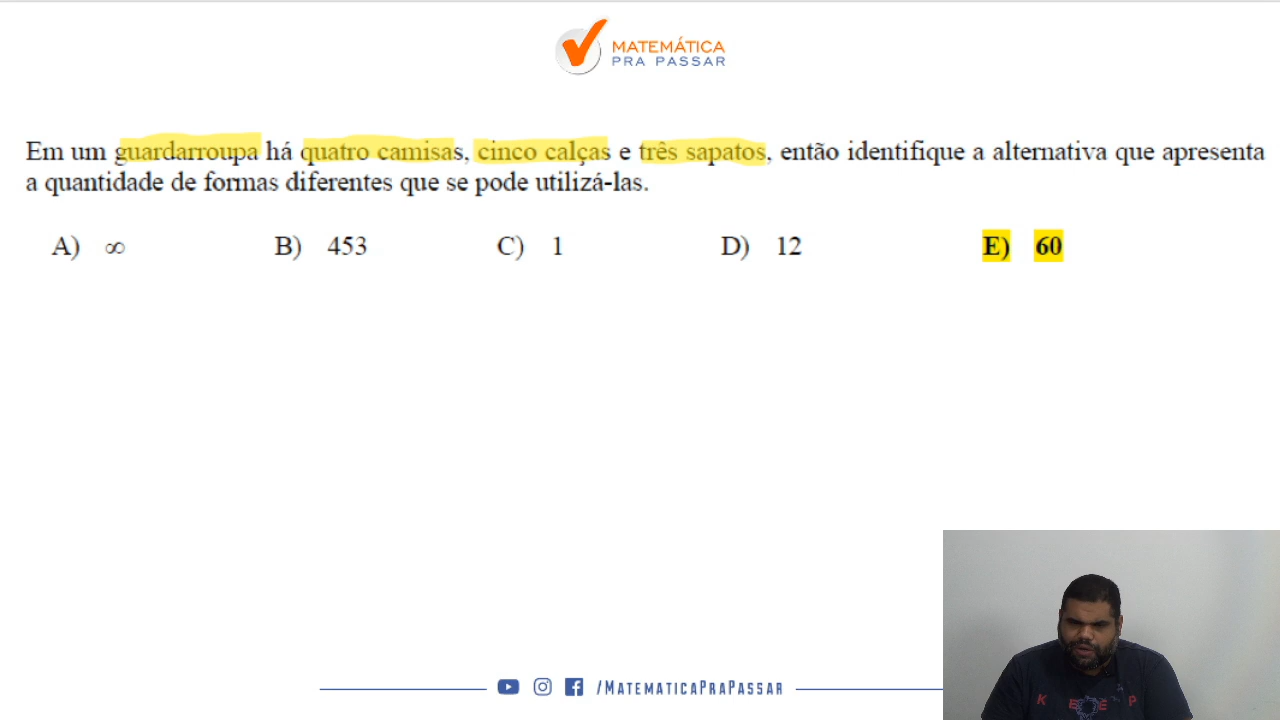 MATEMÁTICA
PRA PASSAR
Em um guardarroupa há quatro camisas, cinco calças e três sapatos, então identifique a alternativa que apresenta
a quantidade de formas diferentes que se pode utilizá-las.
A) ∞ B) 453 C) 1 D) 12 E) 60
/MATEMATICAPRAPASSAR
K E E P